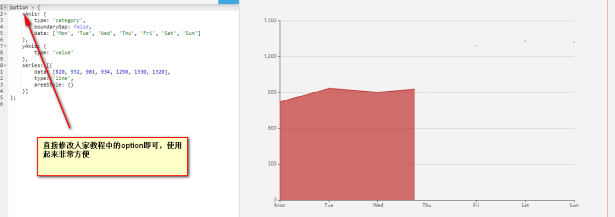 option = {
xAxis: {
type: 'category',
boundaryGap: false,
data: ['Mon', 'Tue', 'Wed', 'Thu', 'Fri', 'Sat', 'Sun']
},
yAxis: {
type: 'value'
},
series: [{
data: [820, 932, 901, 934, 1290, 1330, 1320],
type: 'line',
areaStyle: {}
}]
};
直接修改人家教程中的option即可，使用
起来非常方便
1,500
1,200
900
600
300
0
Mon Tue Wed Thu Fri Sat Sun